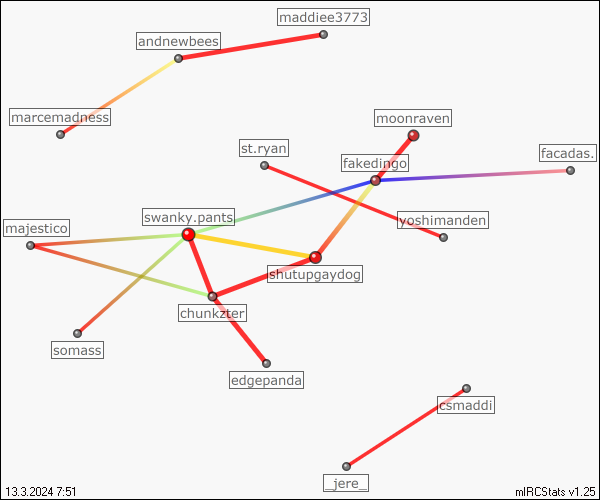 maddiee3773
andnewbees
marcemadness
moonraven
st.ryan
fakedingo
facadas.
swanky.pants
majestico
yoshimanden
shutupgaydog
chunkzter
somass
edgepanda
csmaddi
_jere_
13.3.2024 7:51
mIRCStats v1.25